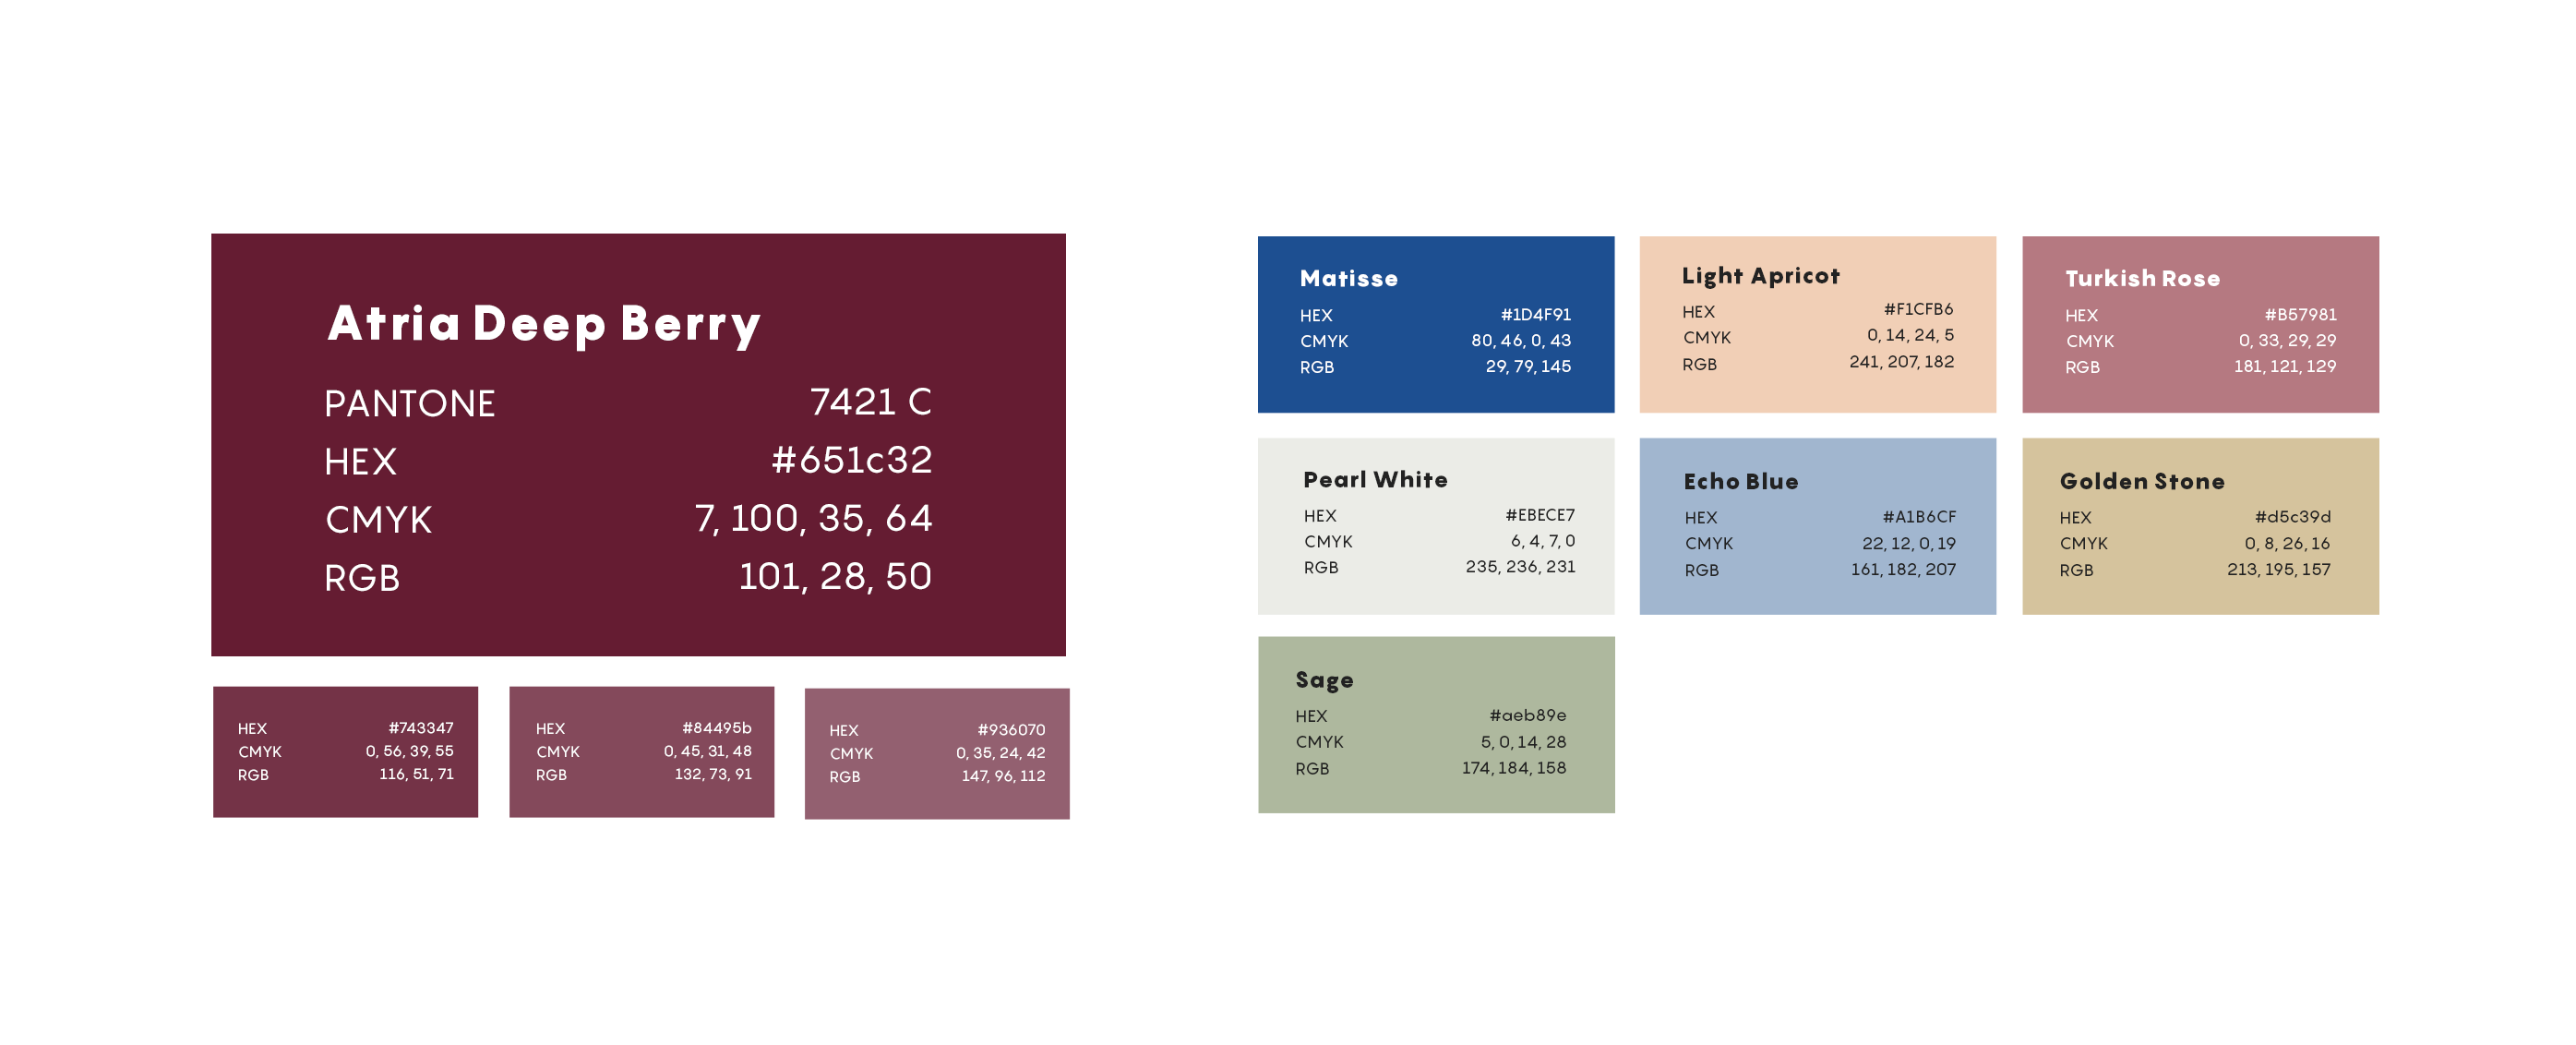 Atria Deep Berry
PANTONE 7421 C
HEX #651c32
CMYK 7, 100, 35, 64
RGB 101, 28, 50
HEX #743347
CMYK 0, 56, 39, 55
RGB 116, 51, 71
HEX #84495b
CMYK 0, 45, 31, 48
RGB 132, 73, 91
HEX #936070
CMYK 0, 35, 24, 42
RGB 147, 96, 112
Matisse
HEX #1D4F91
CMYK 80, 46, 0, 43
RGB 29, 79, 145
Light Apricot
HEX #F1CFB6
CMYK 0, 14, 24, 5
RGB 241, 207, 182
Turkish Rose
HEX #B57981
CMYK 0, 33, 29, 29
RGB 181, 121, 129
Pearl White
HEX #EBECE7
CMYK 6, 4, 7, 0
RGB 235, 236, 231
Echo Blue
HEX #A1B6CF
CMYK 22, 12, 0, 19
RGB 161, 182, 207
Golden Stone
HEX #d5c39d
CMYK 0, 8, 26, 16
RGB 213, 195, 157
Sage
HEX #aeb89e
CMYK 5, 0, 14, 28
RGB 174, 184, 158